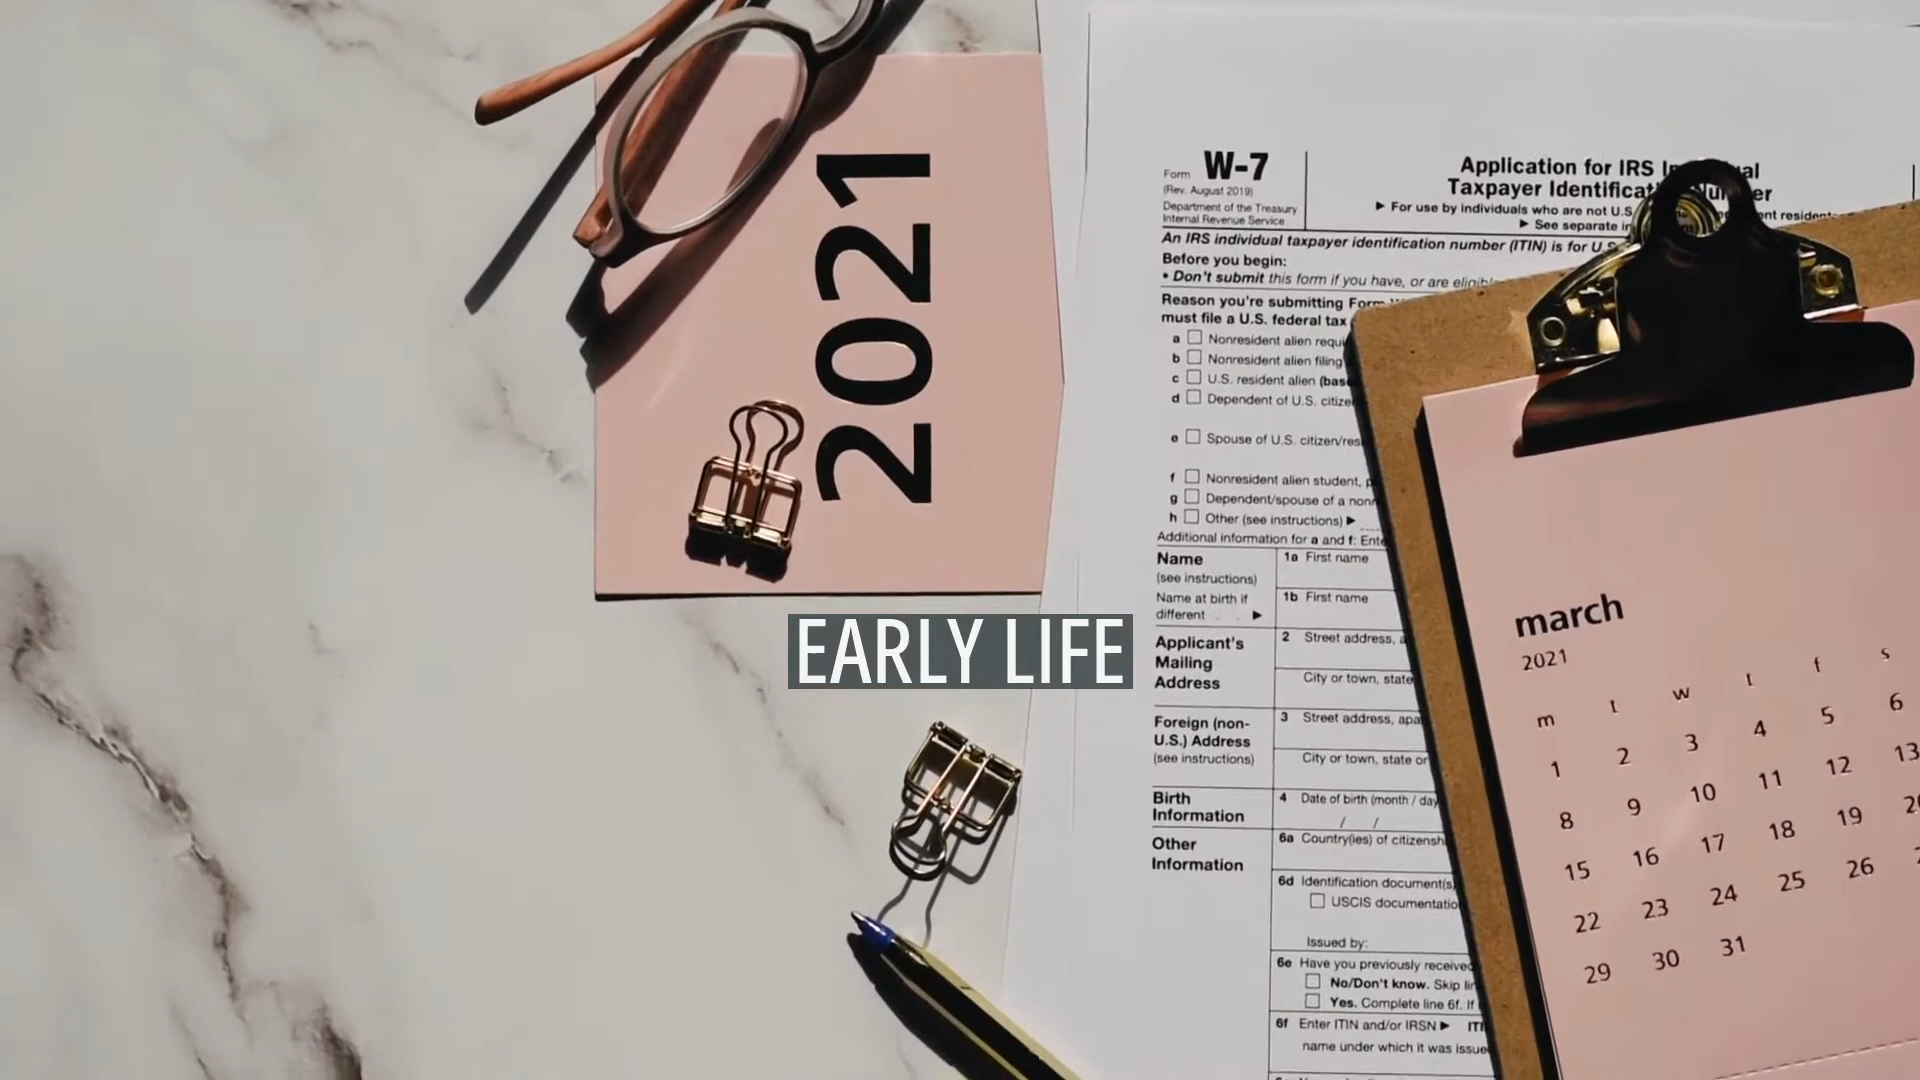 2021
Form W-7
(Rev. August 2019)
Department of the Treasury
Internal Revenue Service
Application for IRS
Taxpayer
▶ For use by individuals who are not U.S.
▶ See separate
An IRS individual taxpayer identification number (ITIN) is for
Before you begin:
• Don't submit this form if you have, or are
Reason you're submitting Form
must file a U.S. federal tax
a Nonresident alien
b Nonresident alien filing
c U.S. resident alien
d Dependent of U.S.
e Spouse of U.S.
f Nonresident alien student,
g Dependent/spouse of a
h Other (see instructions) ▶
Additional information for a and f:
Name
(see instructions)
Name at birth if
different ▶
1a First name
1b First name
Applicant's
Mailing
Address
2 Street address,
City or town, state
Foreign (non-
U.S.) Address
(see instructions)
3 Street address,
City or town, state or
Birth
Information
4 Date of birth (month / day
/ /
Other
Information
6a Country(ies) of
6d Identification
USCIS
Issued by:
6e Have you previously
No/Don't know. Skip
Yes. Complete line 6f. If
6f Enter ITIN and/or IRSN ▶
name under which it was
EARLY LIFE
march
2021
m t w t f s
1 2 3 4 5 6
8 9 10 11 12 13
15 16 17 18 19
22 23 24 25 26
29 30 31